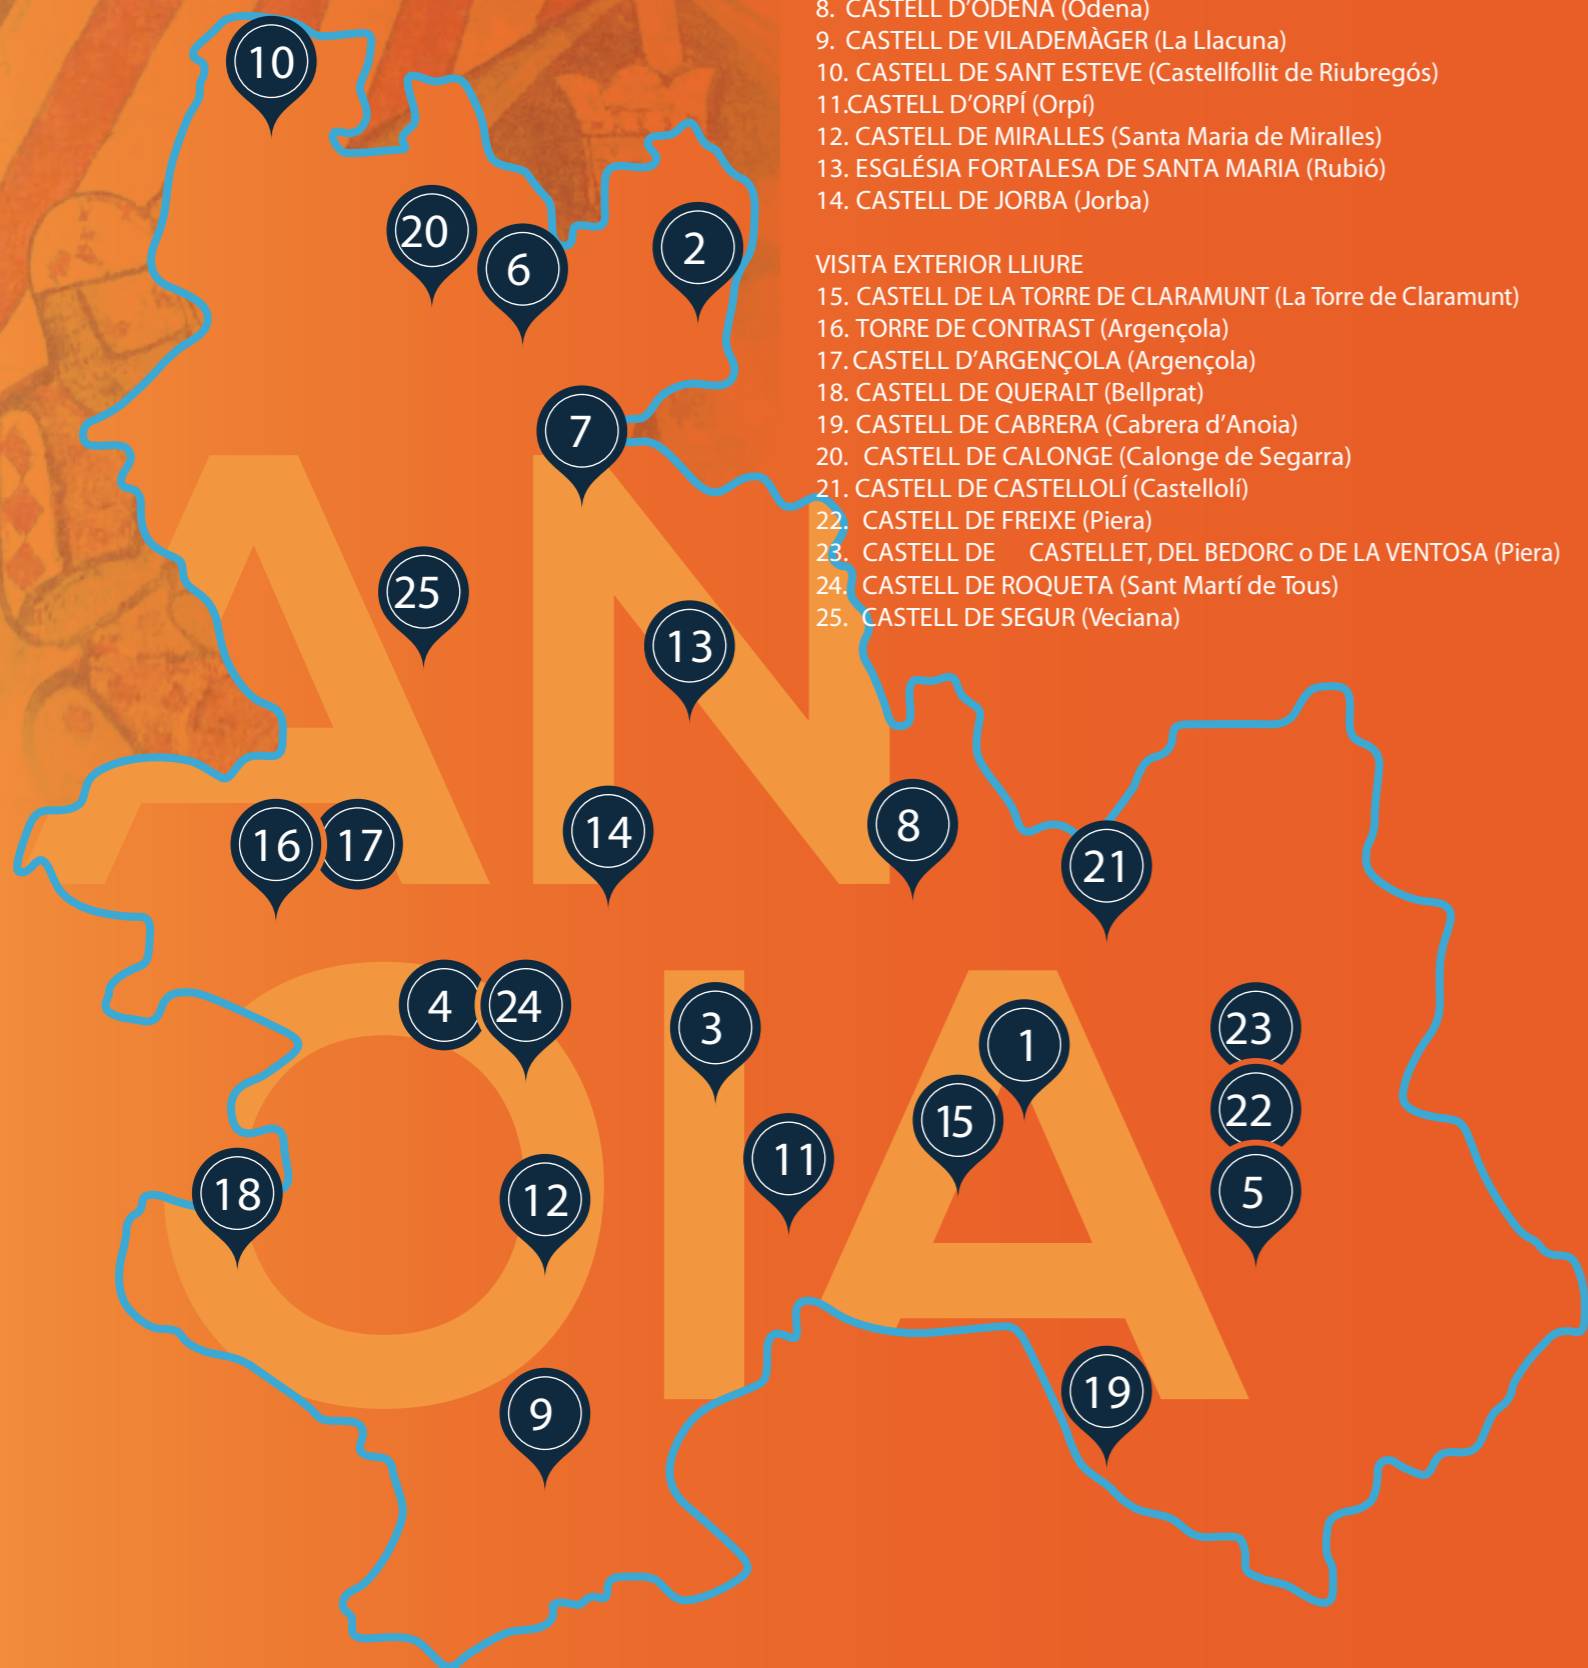 8. CASTELL D'ÒDENA (Òdena)
9. CASTELL DE VILADEMÀGER (La Llacuna)
10. CASTELL DE SANT ESTEVE (Castellfollit de Riubregós)
11.CASTELL D'ORPÍ (Orpí)
12. CASTELL DE MIRALLES (Santa Maria de Miralles)
13. ESGLÉSIA FORTALESA DE SANTA MARIA (Rubió)
14. CASTELL DE JORBA (Jorba)
VISITA EXTERIOR LLIURE
15. CASTELL DE LA TORRE DE CLARAMUNT (La Torre de Claramunt)
16. TORRE DE CONTRAST (Argençola)
17. CASTELL D'ARGENÇOLA (Argençola)
18. CASTELL DE QUERALT (Bellprat)
19. CASTELL DE CABRERA (Cabrera d'Anoia)
20. CASTELL DE CALONGE (Calonge de Segarra)
21. CASTELL DE CASTELLOLÍ (Castellolí)
22. CASTELL DE FREIXE (Piera)
23. CASTELL DE CASTELLET, DEL BEDORC o DE LA VENTOSA (Piera)
24. CASTELL DE ROQUETA (Sant Martí de Tous)
25. CASTELL DE SEGUR (Veciana)
10
20
6
2
7
25
13
AN
16 17
14
8
21
4 24
3
1
23
15
22
11
5
18
12
OIA
19
9